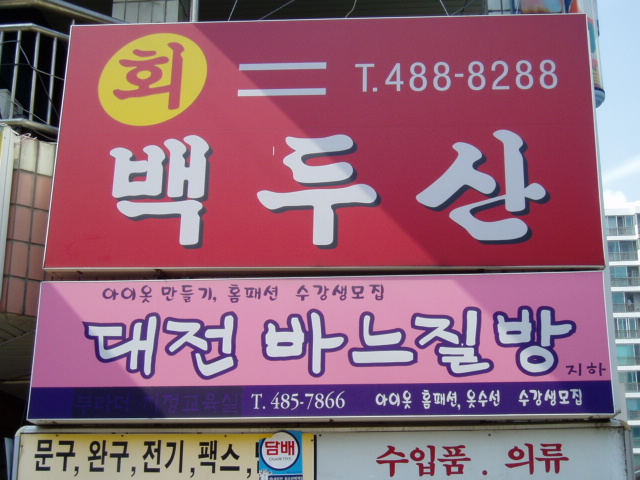 회 T.488-8288
백두산
아이옷 만들기, 홈패션 수강생모집
대전 바느질방 지하
T. 485-7866 아이옷 홈패션, 옷수선 수강생모집
문구, 완구, 전기, 팩스,
담배
수입품 . 의류